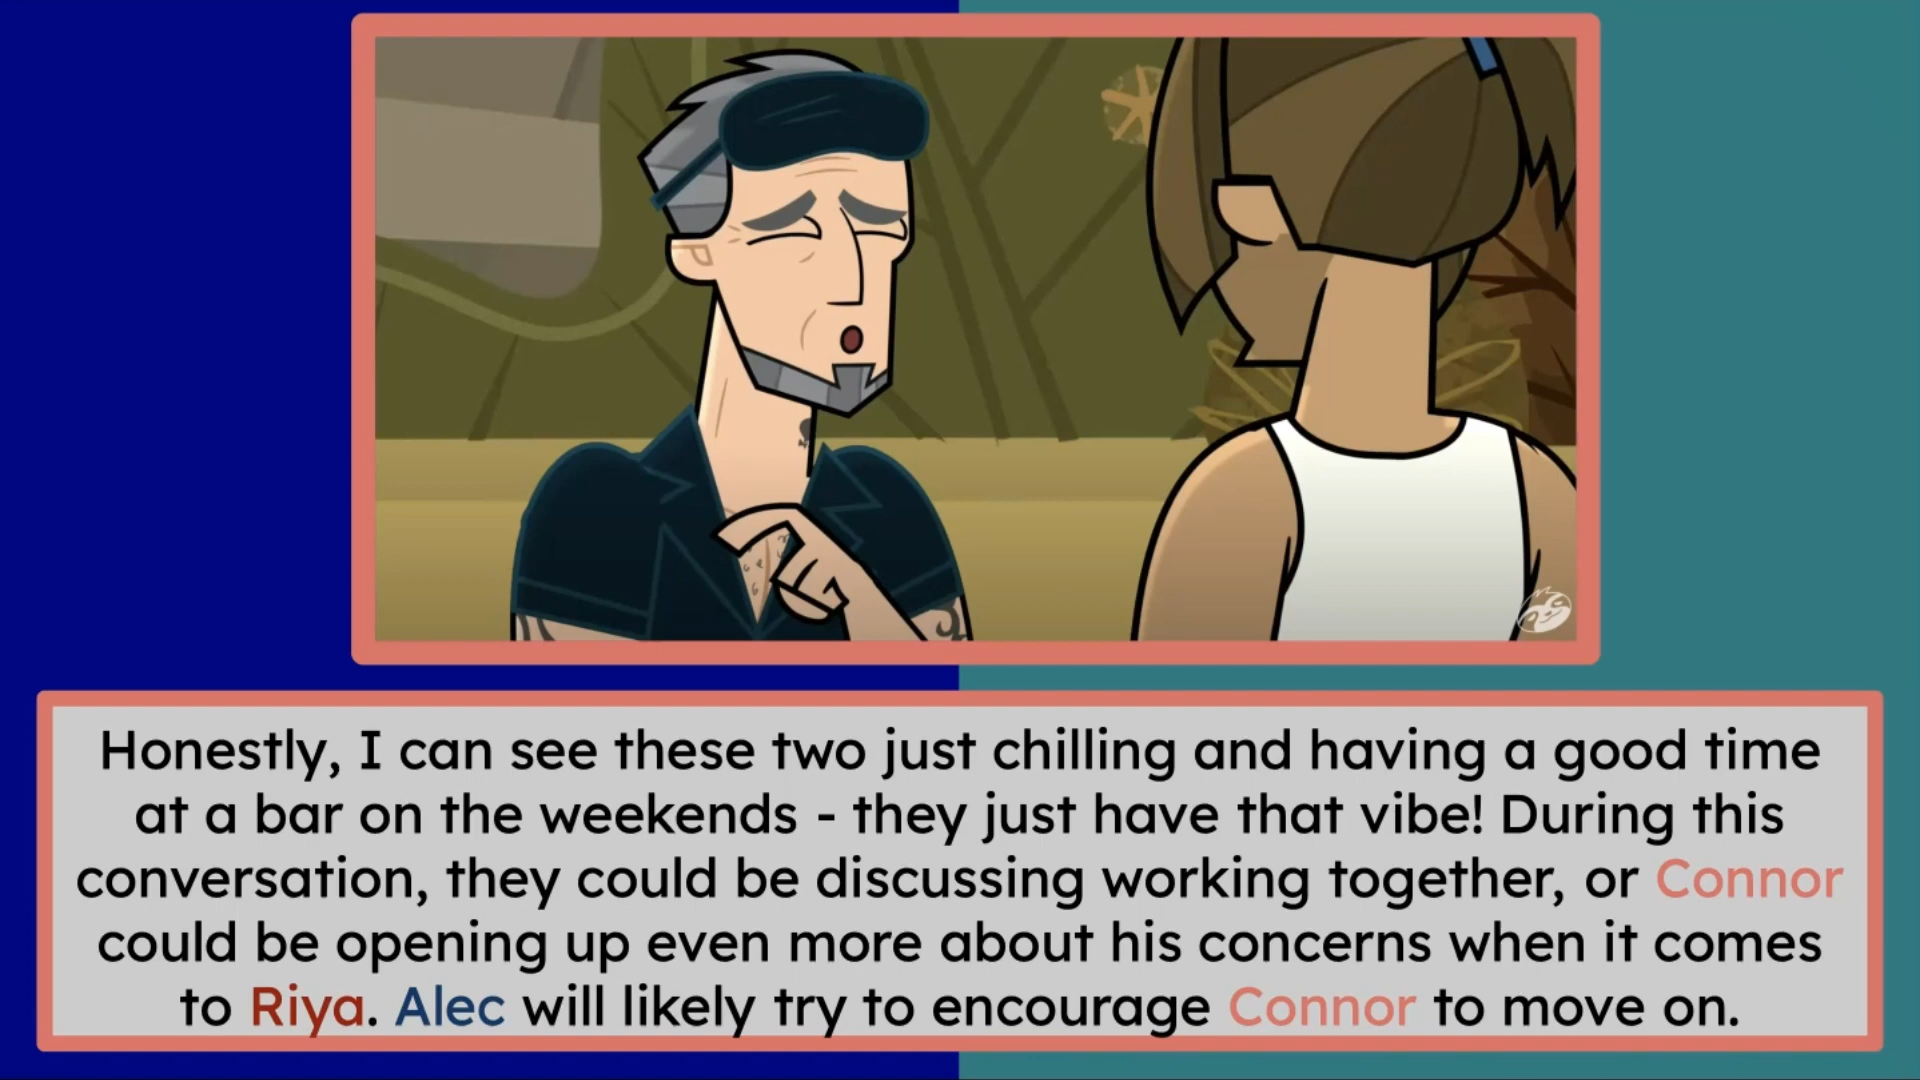 Honestly, I can see these two just chilling and having a good time
at a bar on the weekends - they just have that vibe! During this
conversation, they could be discussing working together, or Connor
could be opening up even more about his concerns when it comes
to Riya. Alec will likely try to encourage Connor to move on.